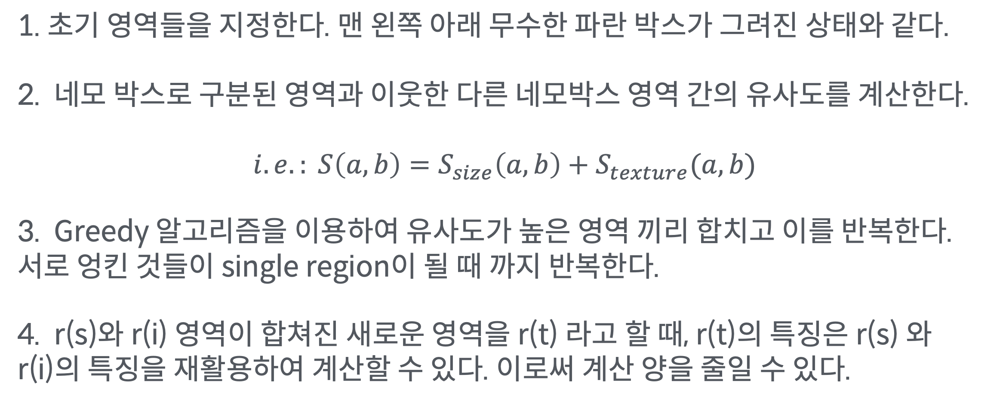 1. 초기 영역들을 지정한다. 맨 왼쪽 아래 무수한 파란 박스가 그려진 상태와 같다.
2. 네모 박스로 구분된 영역과 이웃한 다른 네모박스 영역 간의 유사도를 계산한다.
i.e.: S(a,b) = S_size(a,b) + S_texture(a,b)
3. Greedy 알고리즘을 이용하여 유사도가 높은 영역 끼리 합치고 이를 반복한다.
서로 엉킨 것들이 single region이 될 때 까지 반복한다.
4. r(s)와 r(i) 영역이 합쳐진 새로운 영역을 r(t) 라고 할 때, r(t)의 특징은 r(s) 와
r(i)의 특징을 재활용하여 계산할 수 있다. 이로써 계산 양을 줄일 수 있다.